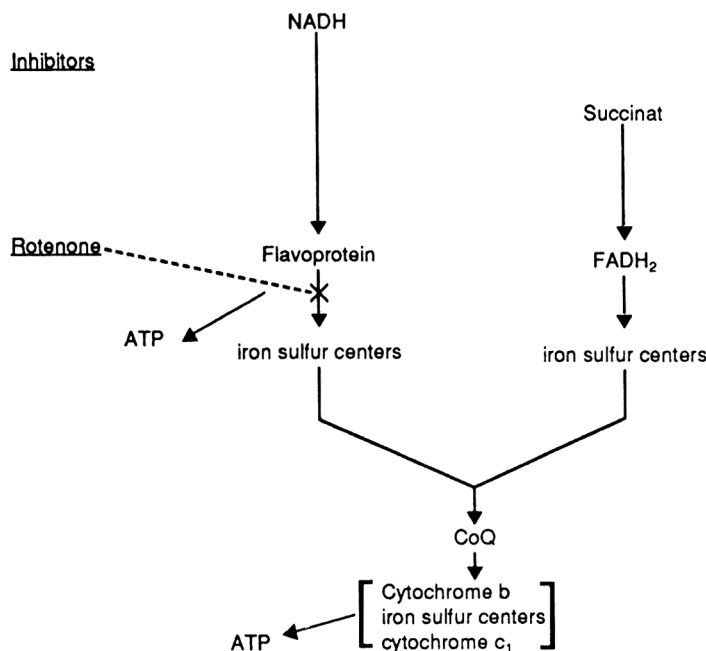 NADH
Inhibitors
Succinat
Rotenone
Flavoprotein
FADH₂
ATP
iron sulfur centers
iron sulfur centers
CoQ
Cytochrome b
iron sulfur centers
cytochrome c₁
ATP